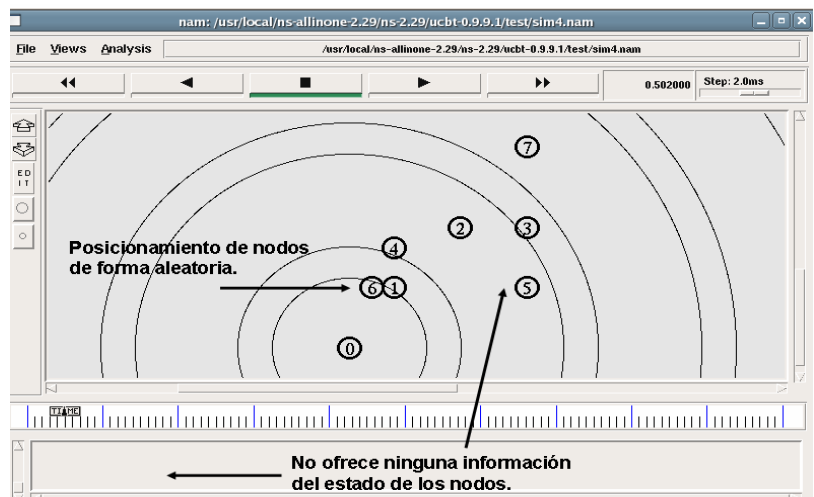 nam: /usr/local/ns-allinone-2.29/ns-2.29/ucbt-0.9.9.1/test/sim4.nam
File Views Analysis /usr/local/ns-allinone-2.29/ns-2.29/ucbt-0.9.9.1/test/sim4.nam
0.502000 Step: 2.0ms
ED
IT
7
2 3
4
Posicionamiento de nodos
de forma aleatoria.
6 1 5
0
TIME
No ofrece ninguna información
del estado de los nodos.